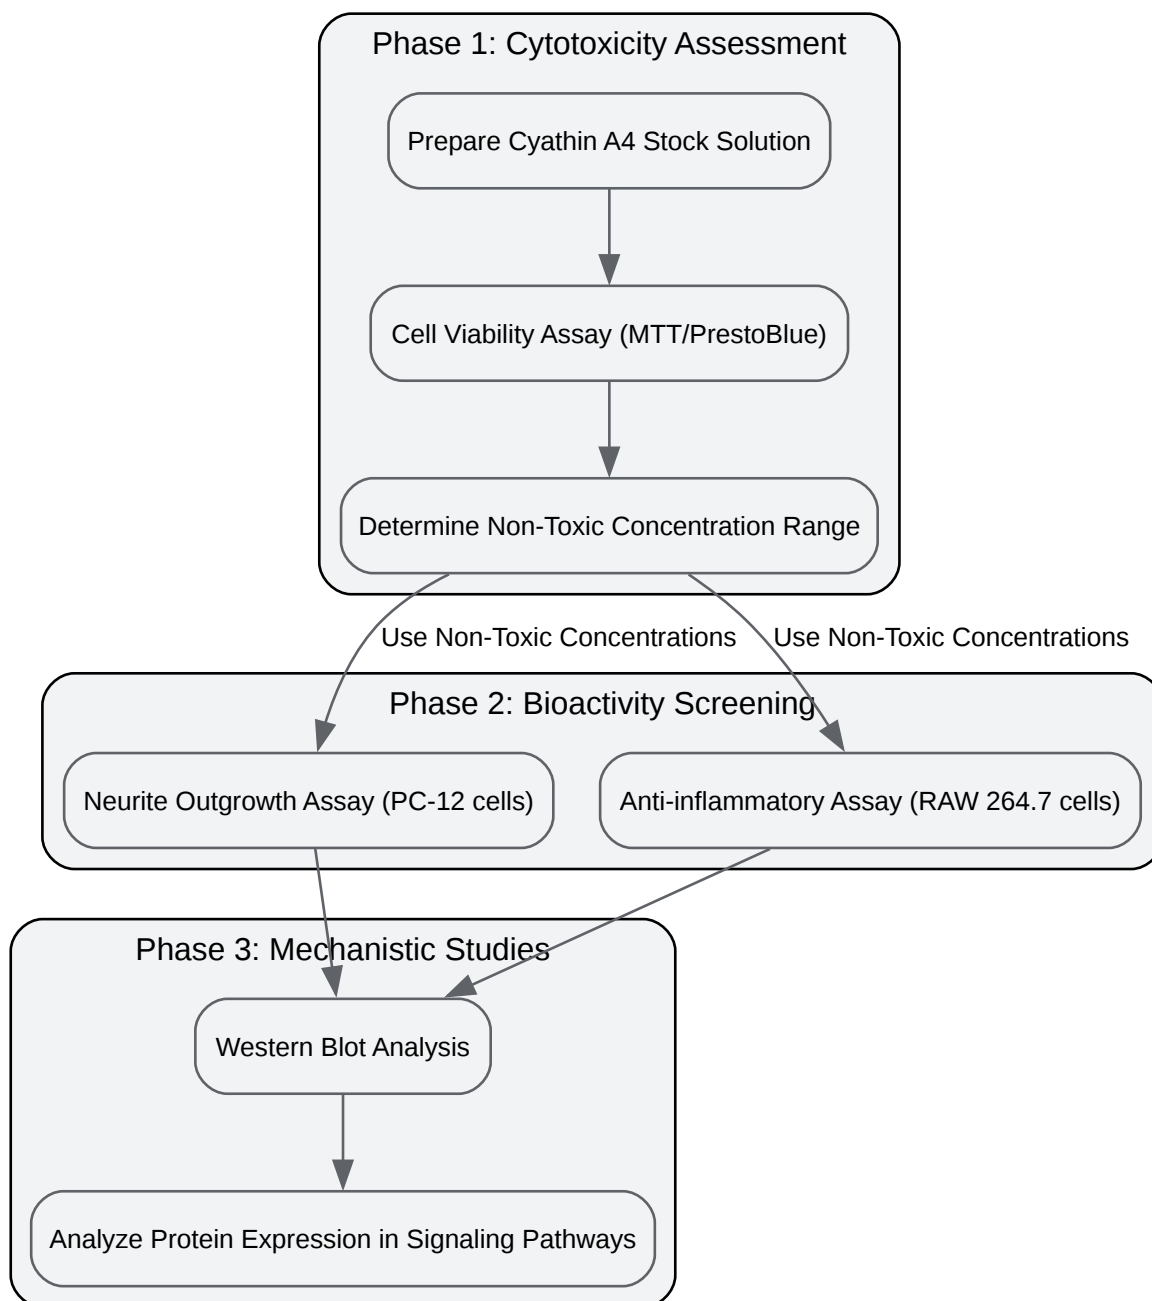 Phase 1: Cytotoxicity Assessment
Prepare Cyathin A4 Stock Solution
Cell Viability Assay (MTT/PrestoBlue)
Determine Non-Toxic Concentration Range
Use Non-Toxic Concentrations
Use Non-Toxic Concentrations
Phase 2: Bioactivity Screening
Neurite Outgrowth Assay (PC-12 cells)
Anti-inflammatory Assay (RAW 264.7 cells)
Phase 3: Mechanistic Studies
Western Blot Analysis
Analyze Protein Expression in Signaling Pathways